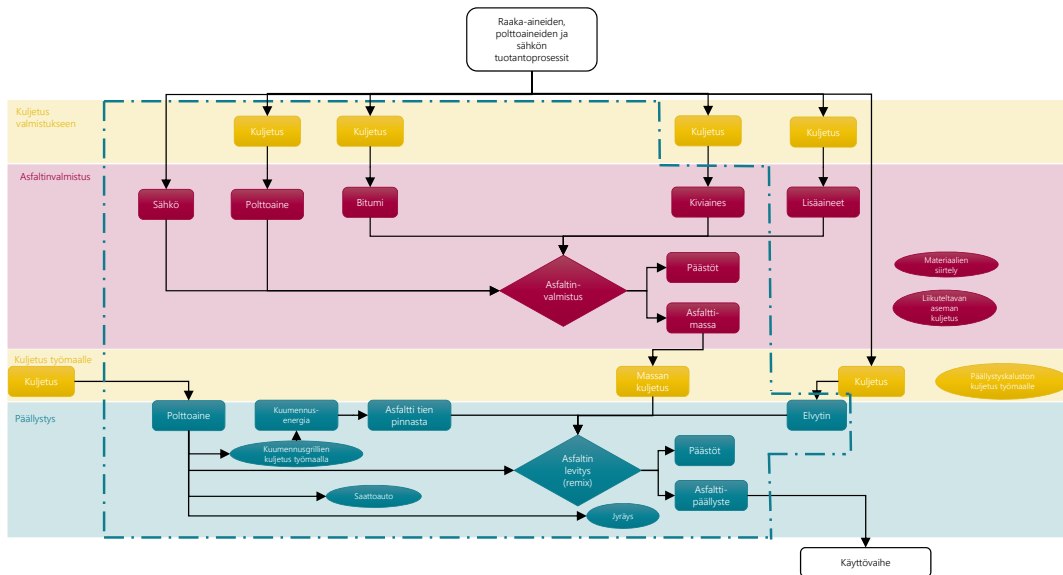 Raaka-aineiden,
polttoaineiden ja
sähkön
tuotantoprosessit
Kuljetus
valmistukseen
Kuljetus
Kuljetus
Kuljetus
Kuljetus
Asfaltinvalmistus
Sähkö
Polttoaine
Bitumi
Kiviaines
Lisäaineet
Asfaltin-
valmistus
Päästöt
Asfaltti-
massa
Materiaalien
siirtely
Liikuteltavan
aseman
kuljetus
Kuljetus työmaalle
Kuljetus
Massan
kuljetus
Kuljetus
Päällystyskaluston
kuljetus työmaalle
Päällystys
Polttoaine
Kuumennus-
energia
Asfaltti tien
pinnasta
Elvytin
Kuumennusgrillien
kuljetus työmaalla
Asfaltin
levitys
(remix)
Päästöt
Asfaltti-
päällyste
Saattoauto
Jyräys
Käyttövaihe